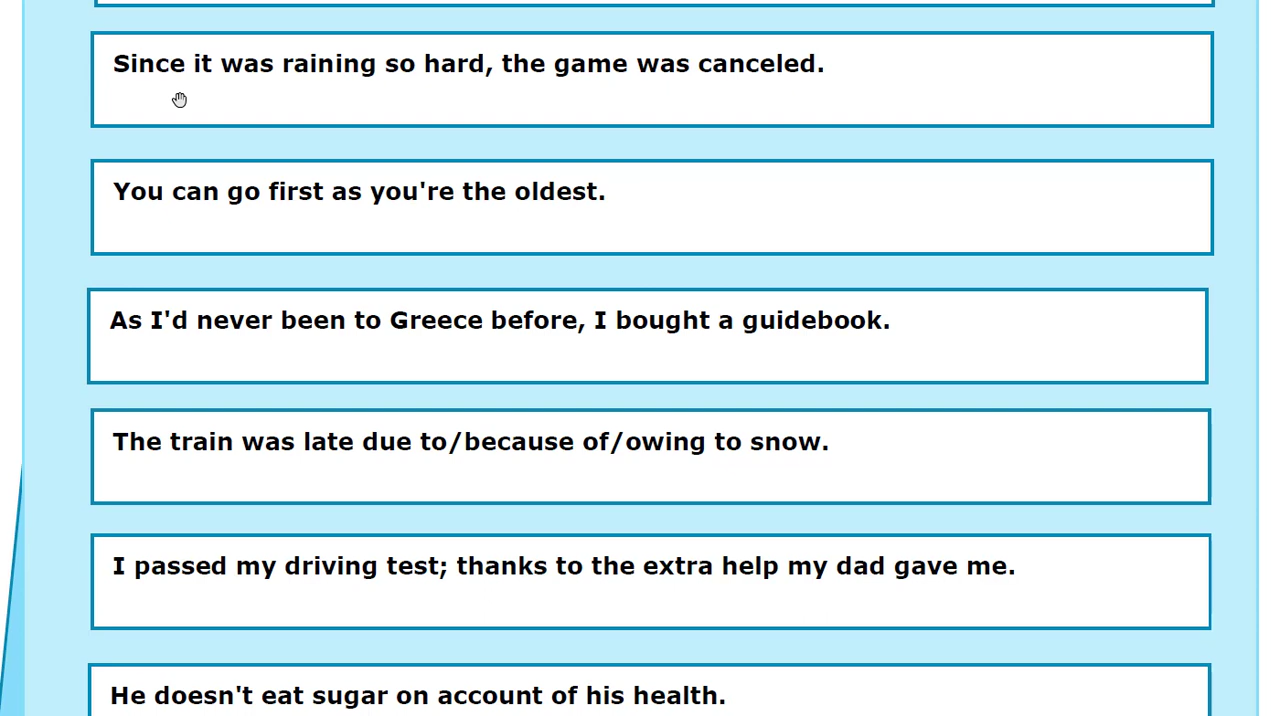 Since it was raining so hard, the game was canceled.
You can go first as you're the oldest.
As I'd never been to Greece before, I bought a guidebook.
The train was late due to/because of/owing to snow.
I passed my driving test; thanks to the extra help my dad gave me.
He doesn't eat sugar on account of his health.